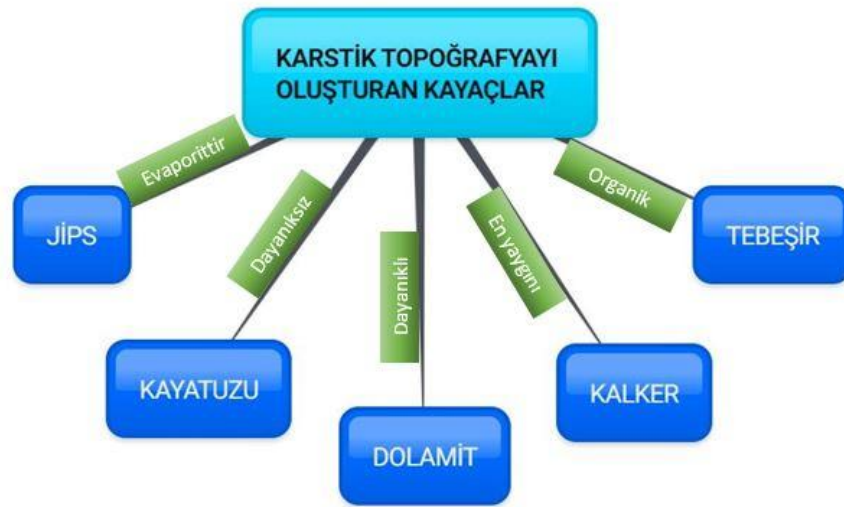 KARSTİK TOPOĞRAFYAYI
OLUŞTURAN KAYAÇLAR
Evaporittir
Dayanıksız
Dayanıklı
En yaygını
Organik
JİPS
KAYATUZU
DOLAMİT
KALKER
TEBEŞİR